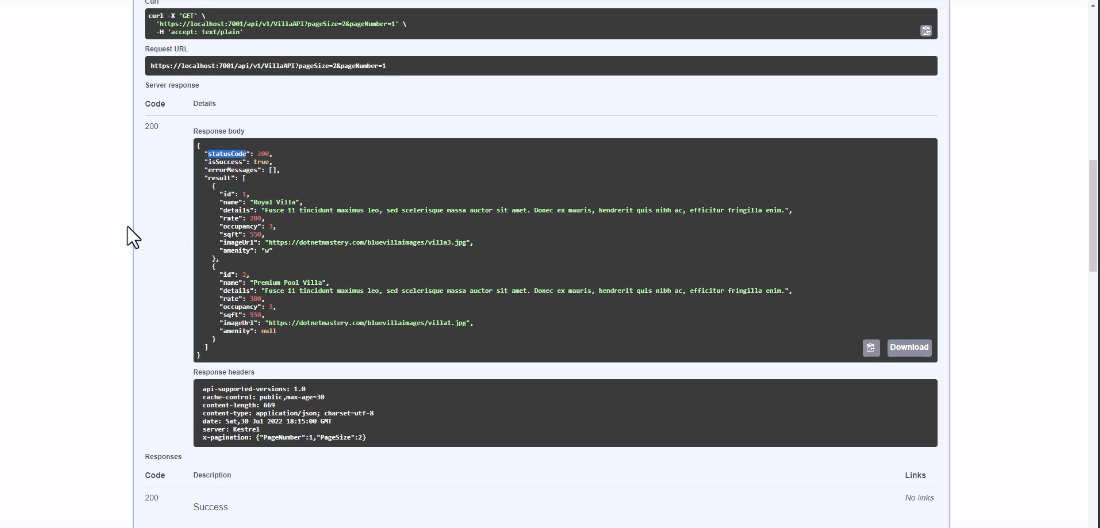 Curl
curl -X 'GET' \
'https://localhost:7001/api/v1/VillaAPI?pageSize=2&pageNumber=1' \
-H 'accept: text/plain'
Request URL
https://localhost:7001/api/v1/VillaAPI?pageSize=2&pageNumber=1
Server response
Code Details
200
Response body
{
"statusCode": 200,
"isSuccess": true,
"errorMessages": [],
"result": [
{
"id": 1,
"name": "Royal Villa",
"details": "Fusce 11 tincidunt maximus leo, sed scelerisque massa auctor sit amet. Donec ex mauris, hendrerit quis nibh ac, efficitur fringilla enim.",
"rate": 200,
"occupancy": 3,
"sqft": 550,
"imageUrl": "https://dotnetmastery.com/bluevillaimages/villa3.jpg",
"amenity": "w"
},
{
"id": 2,
"name": "Premium Pool Villa",
"details": "Fusce 11 tincidunt maximus leo, sed scelerisque massa auctor sit amet. Donec ex mauris, hendrerit quis nibh ac, efficitur fringilla enim.",
"rate": 300,
"occupancy": 3,
"sqft": 550,
"imageUrl": "https://dotnetmastery.com/bluevillaimages/villa1.jpg",
"amenity": null
}
]
}
Download
Response headers
api-supported-versions: 1.0
cache-control: public,max-age=30
content-length: 669
content-type: application/json; charset=utf-8
date: Sat,30 Jul 2022 18:15:00 GMT
server: Kestrel
x-pagination: {"PageNumber":1,"PageSize":2}
Responses
Code Description Links
200 No links
Success